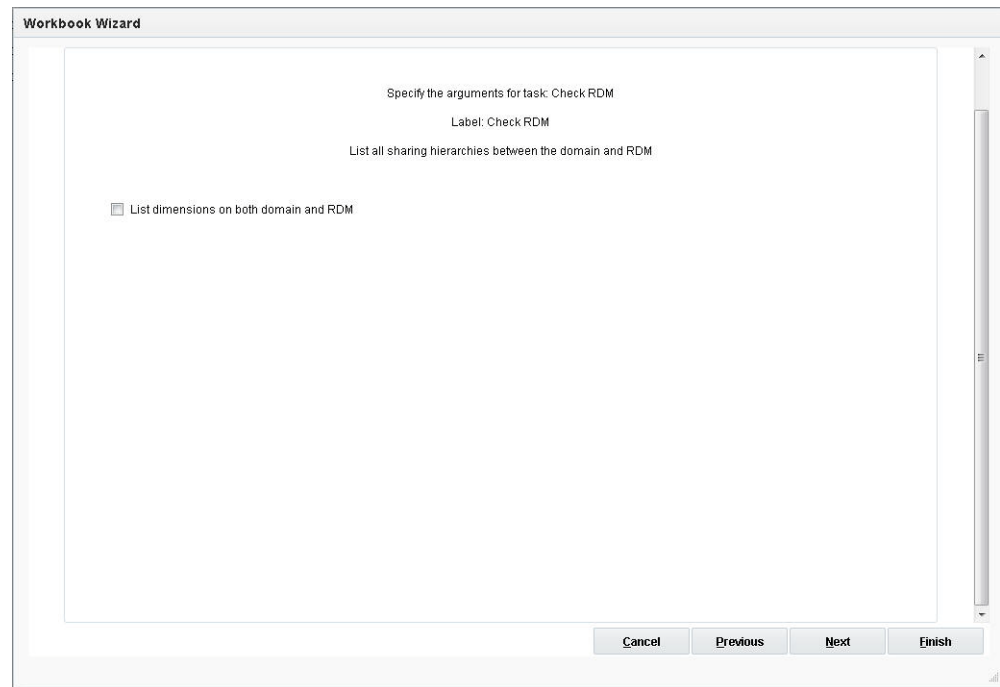 Workbook Wizard
Specify the arguments for task: Check RDM
Label: Check RDM
List all sharing hierarchies between the domain and RDM
List dimensions on both domain and RDM
Cancel Previous Next Finish